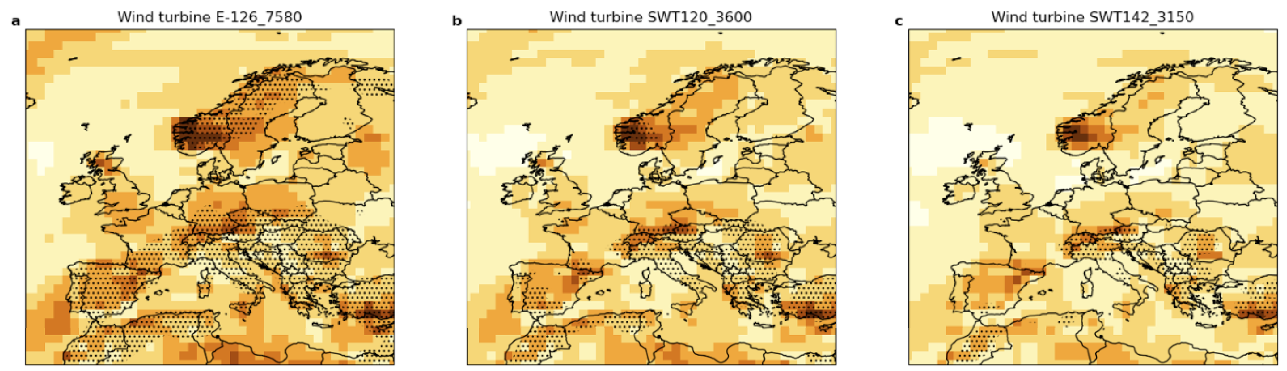 a Wind turbine E-126_7580
b Wind turbine SWT120_3600
c Wind turbine SWT142_3150